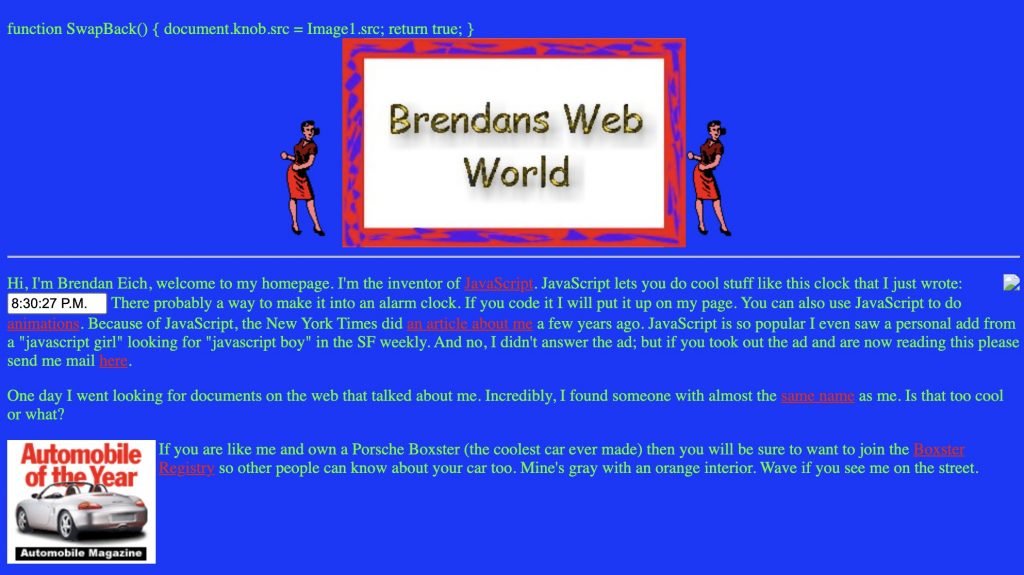 function SwapBack() { document.knob.src = Image1.src; return true; }
Brendans Web
World
Hi, I'm Brendan Eich, welcome to my homepage. I'm the inventor of JavaScript. JavaScript lets you do cool stuff like this clock that I just wrote:
8:30:27 P.M. There probably a way to make it into an alarm clock. If you code it I will put it up on my page. You can also use JavaScript to do
animations. Because of JavaScript, the New York Times did an article about me a few years ago. JavaScript is so popular I even saw a personal add from
a "javascript girl" looking for "javascript boy" in the SF weekly. And no, I didn't answer the ad; but if you took out the ad and are now reading this please
send me mail here.
One day I went looking for documents on the web that talked about me. Incredibly, I found someone with almost the same name as me. Is that too cool
or what?
Automobile
of the Year
Automobile Magazine
If you are like me and own a Porsche Boxster (the coolest car ever made) then you will be sure to want to join the Boxster
Registry so other people can know about your car too. Mine's gray with an orange interior. Wave if you see me on the street.